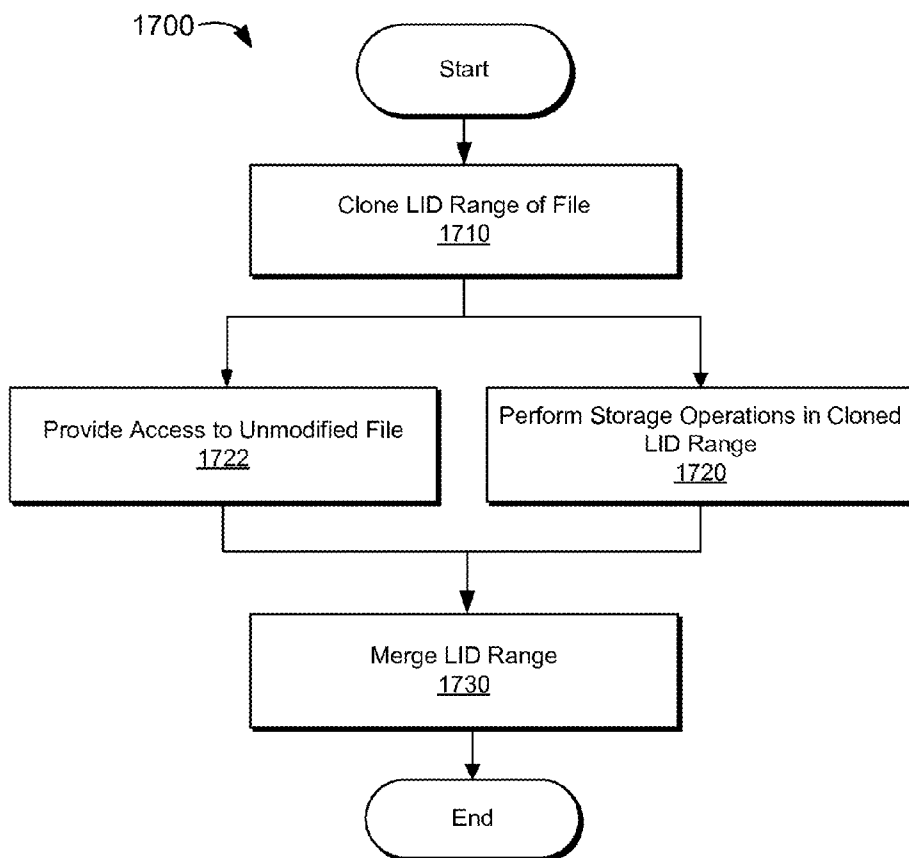 1700
Start
Clone LID Range of File
1710
Provide Access to Unmodified File
1722
Perform Storage Operations in Cloned
LID Range
1720
Merge LID Range
1730
End